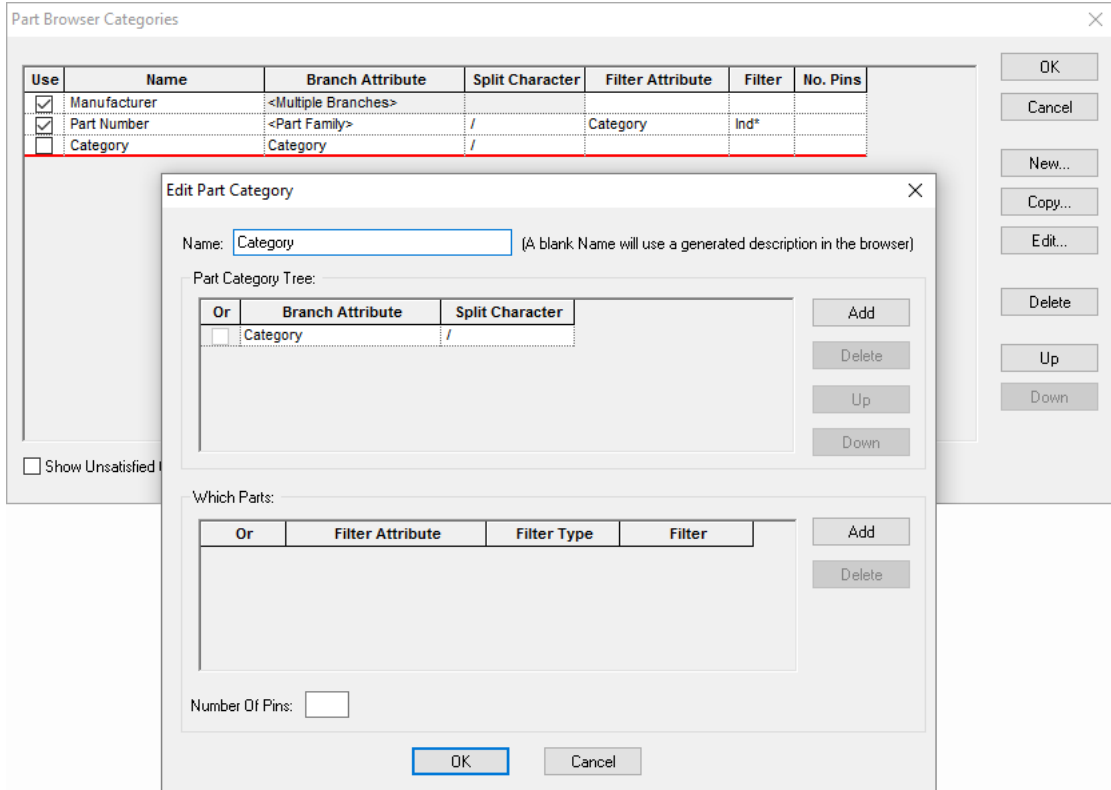 Part Browser Categories
Use Name Branch Attribute Split Character Filter Attribute Filter No. Pins
Manufacturer <Multiple Branches>
Part Number <Part Family> / Category Ind*
Category Category /
OK
Cancel
New...
Copy...
Edit...
Delete
Up
Down
Show Unsatisfied
Edit Part Category
Name: Category (A blank Name will use a generated description in the browser)
Part Category Tree:
Or Branch Attribute Split Character
Category /
Add
Delete
Up
Down
Which Parts:
Or Filter Attribute Filter Type Filter
Add
Delete
Number Of Pins:
OK Cancel